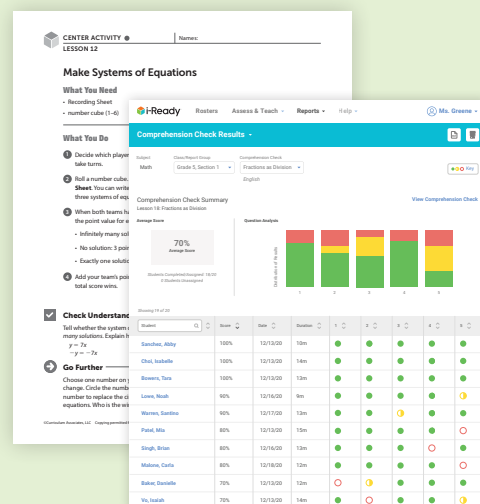 CENTER ACTIVITY
Names:
LESSON 12
Make Systems of Equations
What You Need
• Recording Sheet
• number cube (1–6)
What You Do
1 Decide which player
take turns.
2 Roll a number cube.
Sheet. You can write
three systems of equ
3 When both teams ha
the point value for e
• Infinitely many sol
• No solution: 3 poin
• Exactly one solutio
4 Add your team's poi
total score wins.
Check Understand
Tell whether the system
many solutions. Explain h
y = 7x
−y = −7x
Go Further
Choose one number on y
change. Circle the numb
number to replace the ci
equations. Who is the wi
©Curriculum Associates, LLC Copying permitted f
i-Ready
Rosters
Assess & Teach
Reports
Help
Ms. Greene
Comprehension Check Results
Subject
Class/Report Group
Comprehension Check
Math
Grade 5, Section 1
Fractions as Division
English
Key
Comprehension Check Summary
View Comprehension Check
Lesson 18: Fractions as Division
Average Score
Question Analysis
70%
Average Score
Students Completed/Assigned: 18/20
0 Students Unassigned
Distribution of Results
1 2 3 4 5
Showing 19 of 20
Student Score Date Duration 1 2 3 4 5
Sanchez, Abby 100% 12/13/20 10m
Choi, Isabelle 100% 12/13/20 14m
Bowers, Tara 100% 12/13/20 13m
Lowe, Noah 90% 12/16/20 9m
Warren, Santino 90% 12/17/20 13m
Patel, Mia 80% 12/13/20 15m
Singh, Brian 80% 12/16/20 13m
Malone, Carla 80% 12/18/20 12m
Baker, Danielle 70% 12/13/20 12m
Vo, Isaiah 70% 12/13/20 14m